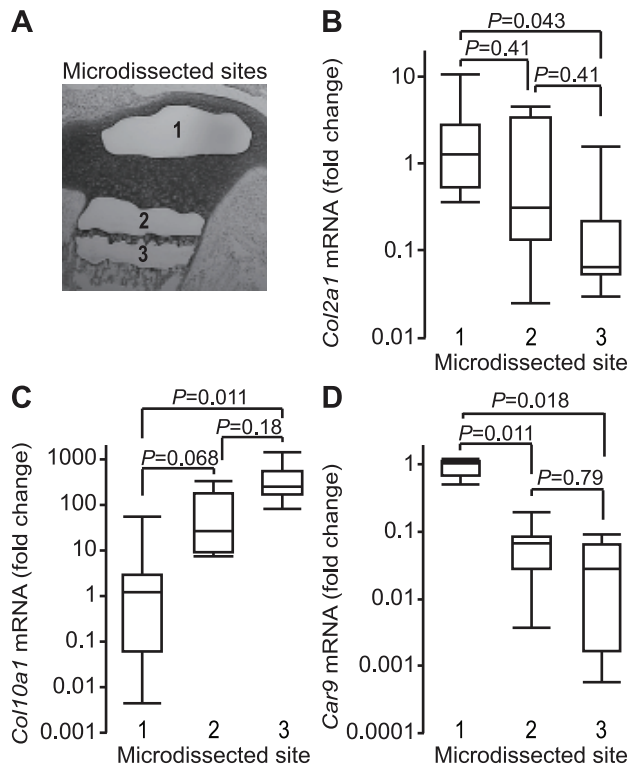 A
Microdissected sites
1
2
3
B
P=0.043
P=0.41
P=0.41
Col2a1 mRNA (fold change)
10
1
0.1
0.01
1 2 3
Microdissected site
C
P=0.011
P=0.18
P=0.068
Col10a1 mRNA (fold change)
1000
100
10
1
0.1
0.01
0.001
1 2 3
Microdissected site
D
P=0.018
P=0.011
P=0.79
Car9 mRNA (fold change)
1
0.1
0.01
0.001
0.0001
1 2 3
Microdissected site